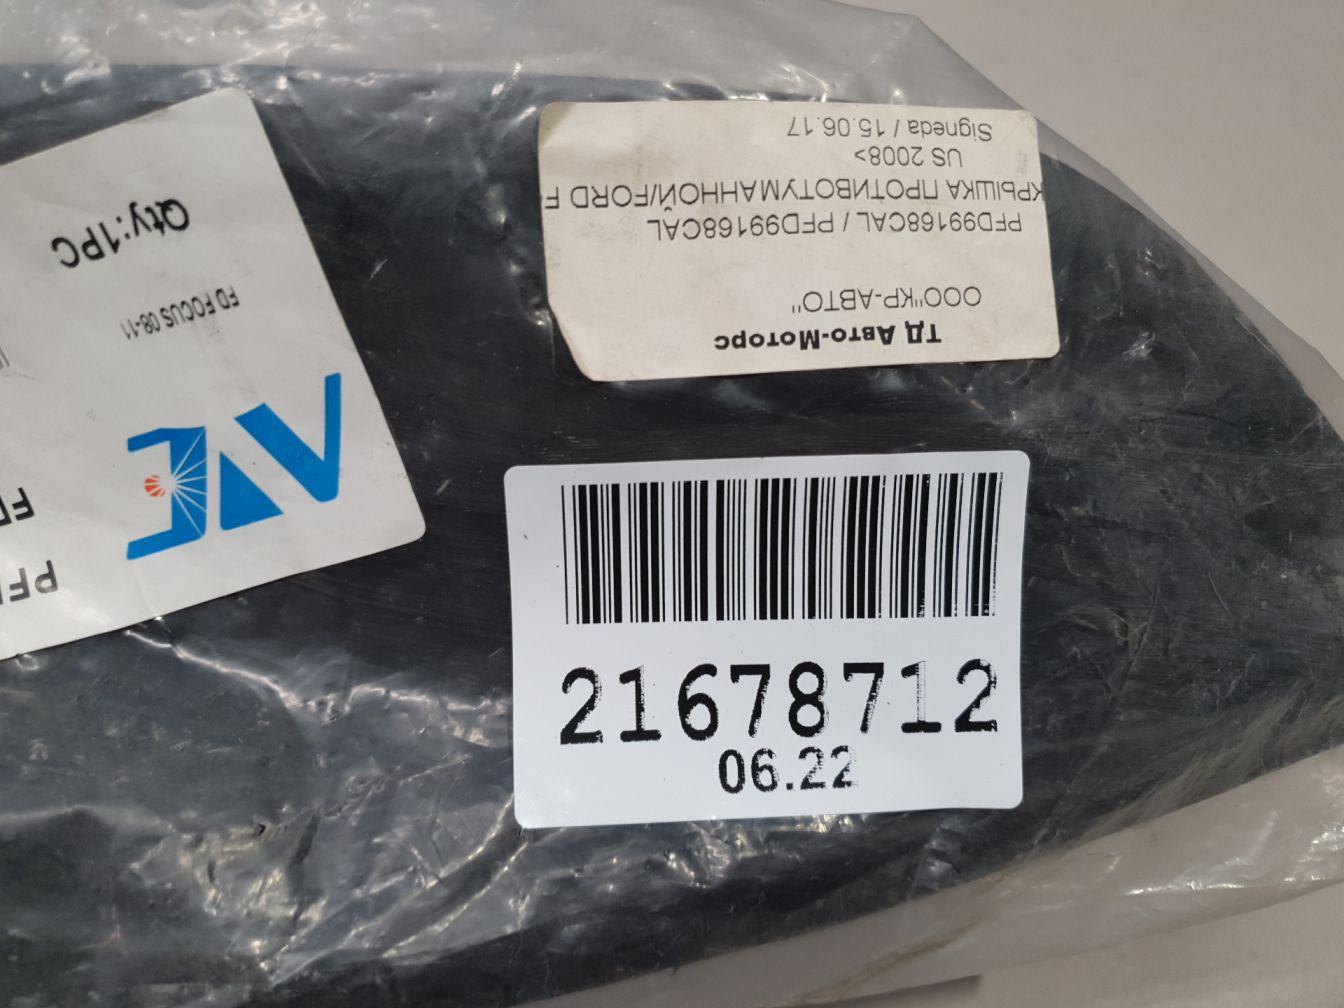 ТД Авто-Моторс
ООО"КР-АВТО"
PFD99168CAL / PFD99168CAL
КРЫШКА ПРОТИВОТУМАННОЙ/FORD F
US 2008>
Signeda / 15.06.17
FD FOCUS 08-11
Qty:1PC
21678712
06.22